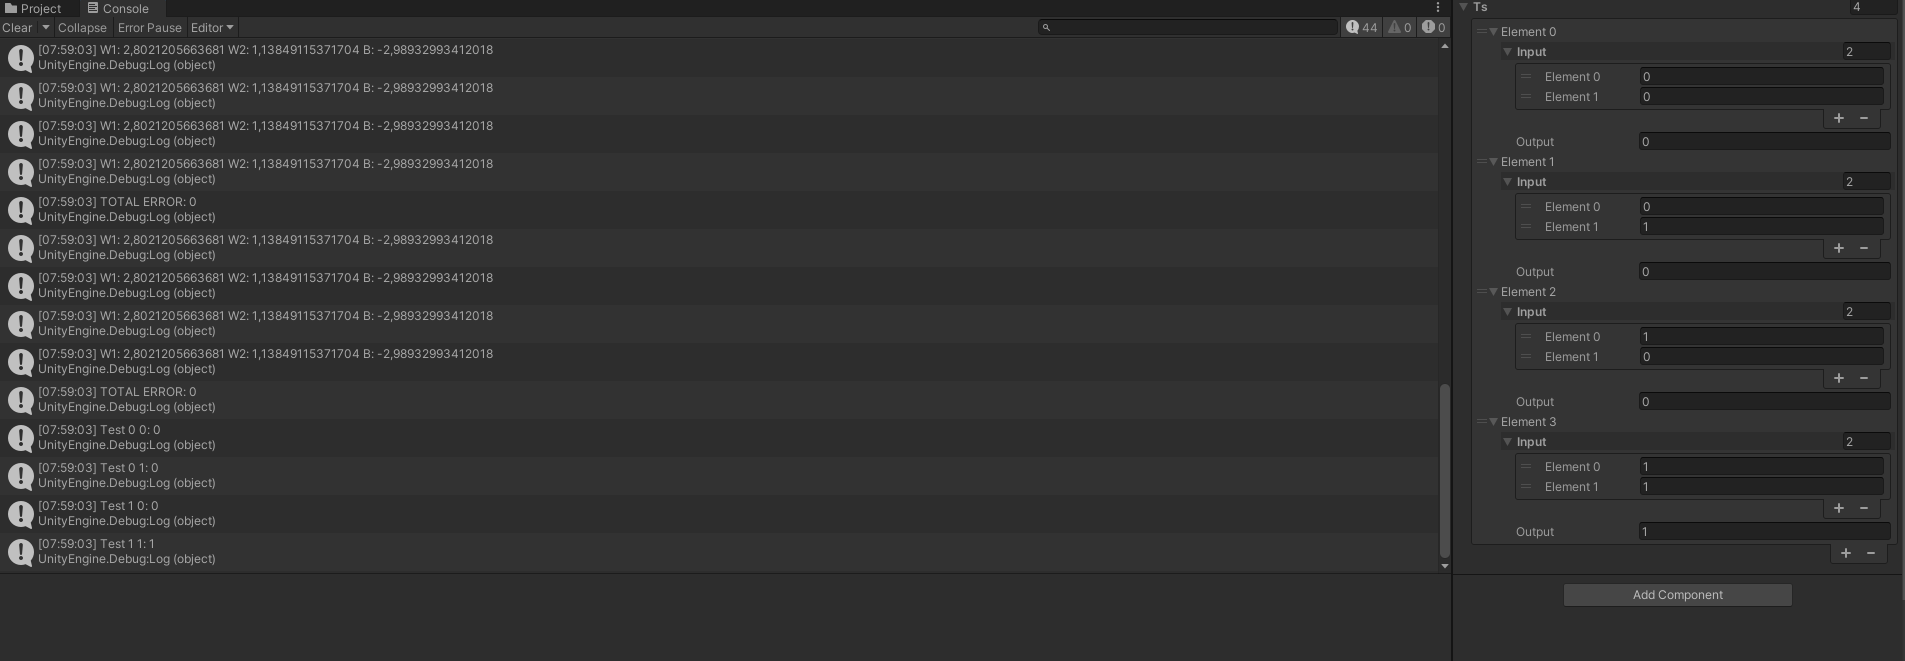 Project
Console
Clear
Collapse
Error Pause
Editor
44
0
0
[07:59:03] W1: 2,8021205663681 W2: 1,13849115371704 B: -2,98932993412018
UnityEngine.Debug:Log (object)
[07:59:03] W1: 2,8021205663681 W2: 1,13849115371704 B: -2,98932993412018
UnityEngine.Debug:Log (object)
[07:59:03] W1: 2,8021205663681 W2: 1,13849115371704 B: -2,98932993412018
UnityEngine.Debug:Log (object)
[07:59:03] W1: 2,8021205663681 W2: 1,13849115371704 B: -2,98932993412018
UnityEngine.Debug:Log (object)
[07:59:03] TOTAL ERROR: 0
UnityEngine.Debug:Log (object)
[07:59:03] W1: 2,8021205663681 W2: 1,13849115371704 B: -2,98932993412018
UnityEngine.Debug:Log (object)
[07:59:03] W1: 2,8021205663681 W2: 1,13849115371704 B: -2,98932993412018
UnityEngine.Debug:Log (object)
[07:59:03] W1: 2,8021205663681 W2: 1,13849115371704 B: -2,98932993412018
UnityEngine.Debug:Log (object)
[07:59:03] W1: 2,8021205663681 W2: 1,13849115371704 B: -2,98932993412018
UnityEngine.Debug:Log (object)
[07:59:03] TOTAL ERROR: 0
UnityEngine.Debug:Log (object)
[07:59:03] Test 0 0: 0
UnityEngine.Debug:Log (object)
[07:59:03] Test 0 1: 0
UnityEngine.Debug:Log (object)
[07:59:03] Test 1 0: 0
UnityEngine.Debug:Log (object)
[07:59:03] Test 1 1: 1
UnityEngine.Debug:Log (object)
Ts 4
Element 0
Input 2
Element 0 0
Element 1 0
+ −
Output 0
Element 1
Input 2
Element 0 0
Element 1 1
+ −
Output 0
Element 2
Input 2
Element 0 1
Element 1 0
+ −
Output 0
Element 3
Input 2
Element 0 1
Element 1 1
+ −
Output 1
+ −
Add Component